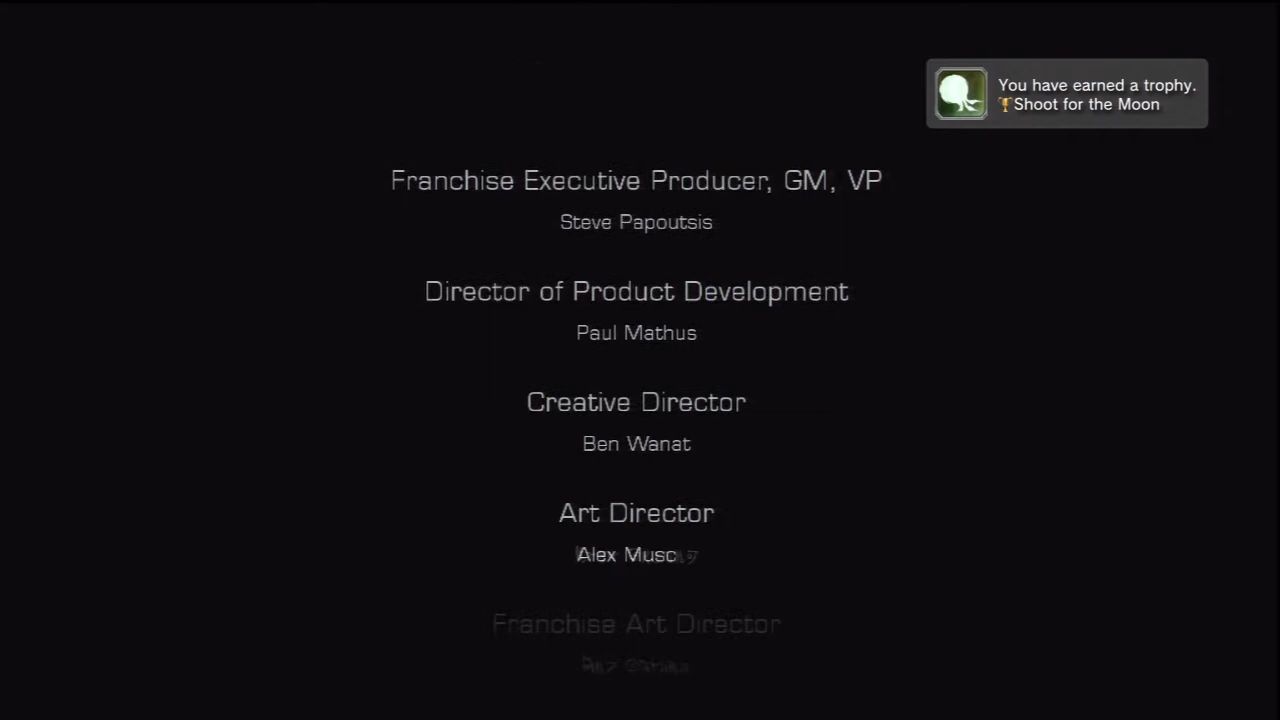 You have earned a trophy.
Shoot for the Moon
Franchise Executive Producer, GM, VP
Steve Papoutsis
Director of Product Development
Paul Mathus
Creative Director
Ben Wanat
Art Director
Alex Musc
Franchise Art Director